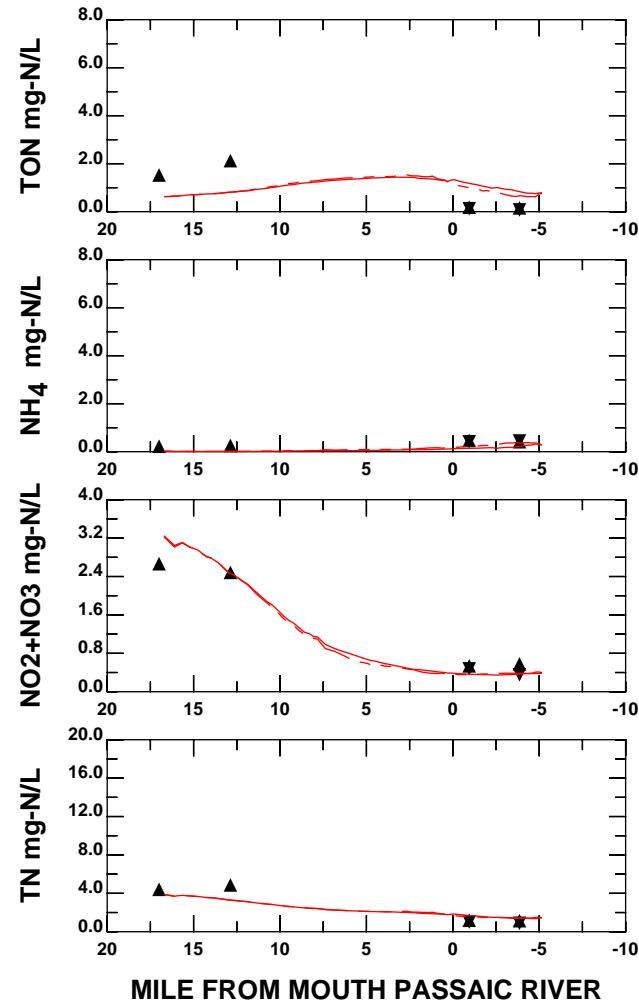 TON mg-N/L
8.0
6.0
4.0
2.0
0.0
20 15 10 5 0 -5 -10
NH4 mg-N/L
8.0
6.0
4.0
2.0
0.0
20 15 10 5 0 -5 -10
NO2+NO3 mg-N/L
4.0
3.2
2.4
1.6
0.8
0.0
20 15 10 5 0 -5 -10
TN mg-N/L
20.0
16.0
12.0
8.0
4.0
0.0
20 15 10 5 0 -5 -10
MILE FROM MOUTH PASSAIC RIVER